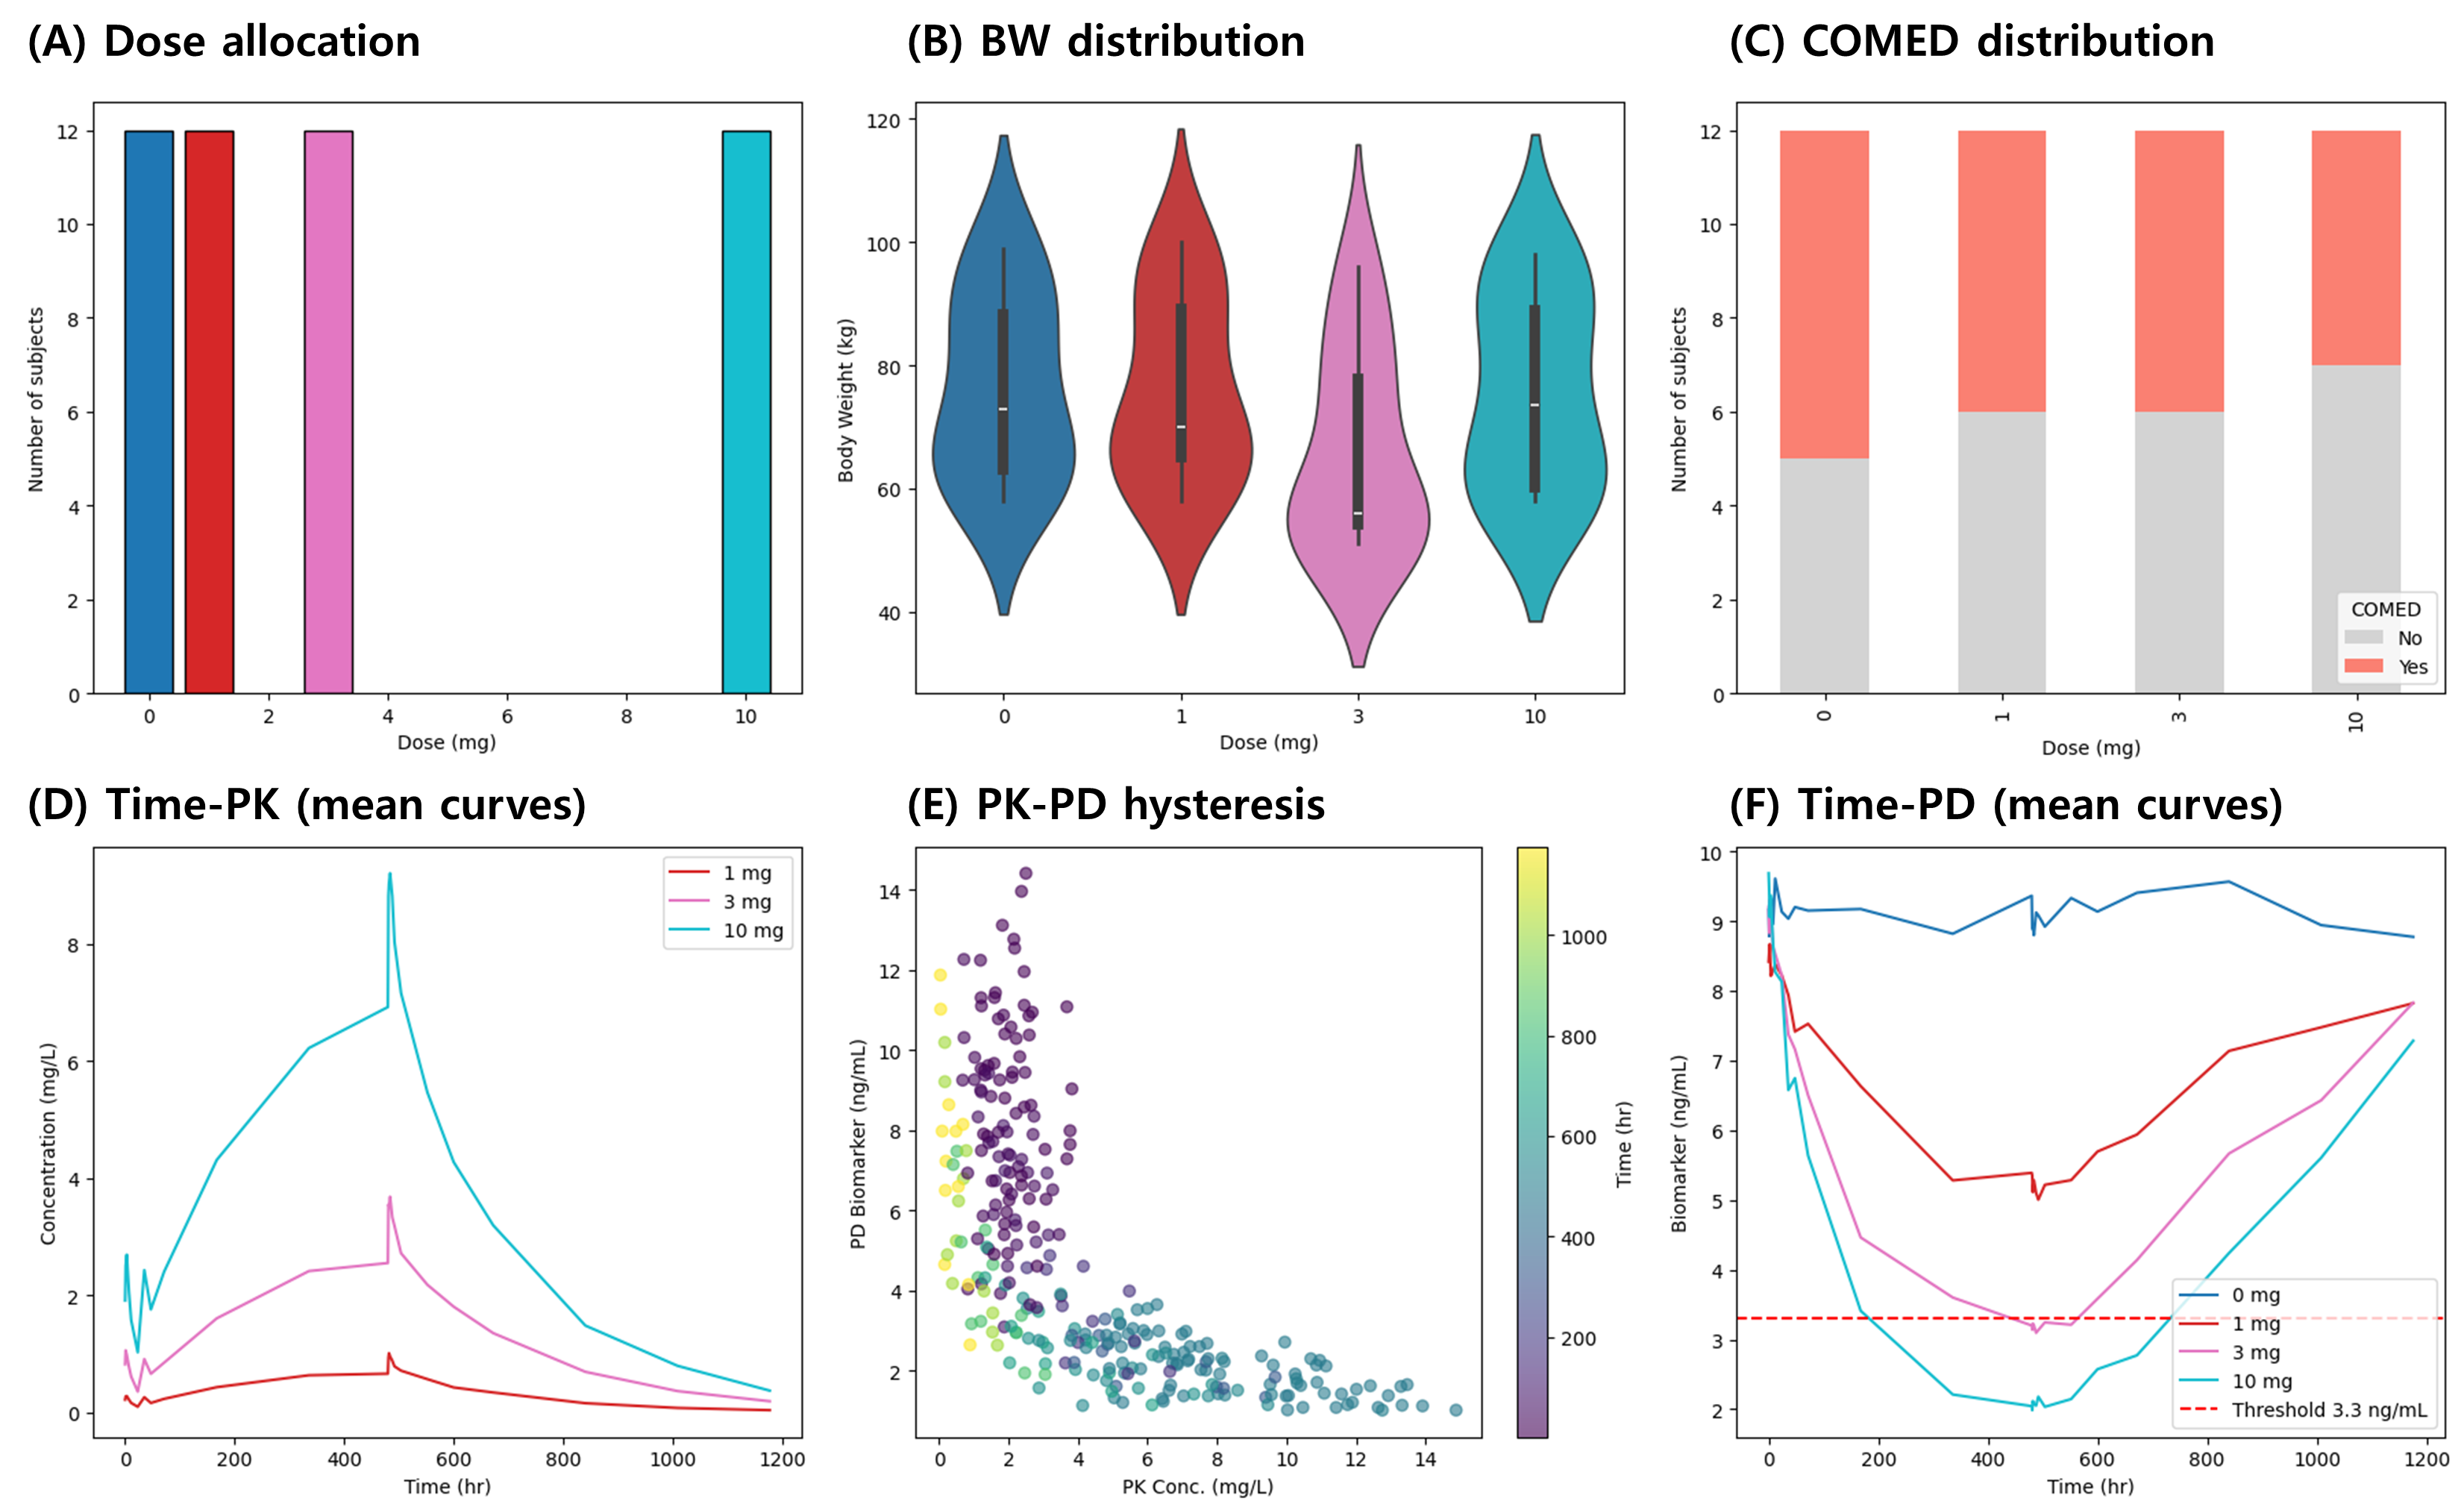 (A) Dose allocation
12
10
8
6
4
2
0
Number of subjects
0 2 4 6 8 10
Dose (mg)
(B) BW distribution
120
100
80
60
40
Body Weight (kg)
0 1 3 10
Dose (mg)
(C) COMED distribution
12
10
8
6
4
2
0
Number of subjects
COMED
No
Yes
0 1 3 10
Dose (mg)
(D) Time-PK (mean curves)
8
6
4
2
0
Concentration (mg/L)
1 mg
3 mg
10 mg
0 200 400 600 800 1000 1200
Time (hr)
(E) PK-PD hysteresis
14
12
10
8
6
4
2
PD Biomarker (ng/mL)
0 2 4 6 8 10 12 14
PK Conc. (mg/L)
1000
800
600
400
200
Time (hr)
(F) Time-PD (mean curves)
10
9
8
7
6
5
4
3
2
Biomarker (ng/mL)
0 mg
1 mg
3 mg
10 mg
Threshold 3.3 ng/mL
0 200 400 600 800 1000 1200
Time (hr)